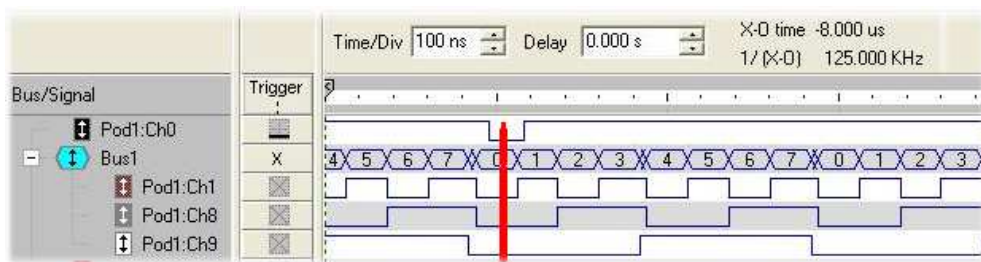 Time/Div 100 ns Delay 0.000 s X-O time -8.000 us
1/ (X-O) 125.000 KHz
Bus/Signal Trigger
Pod1:Ch0
Bus1 X 4 5 6 7 0 1 2 3 4 5 6 7 0 1 2 3
Pod1:Ch1
Pod1:Ch8
Pod1:Ch9